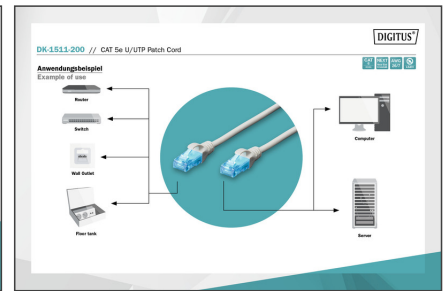 DIGITUS®
DK-1511-200 // CAT 5e U/UTP Patch Cord
Anwendungsbeispiel
Example of use
Router
Switch
Wall Outlet
Floor tank
Computer
Server